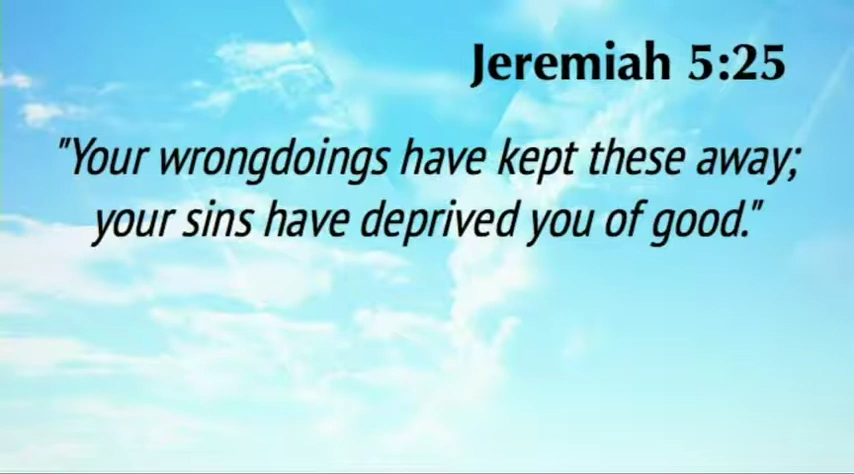 Jeremiah 5:25
"Your wrongdoings have kept these away;
your sins have deprived you of good."